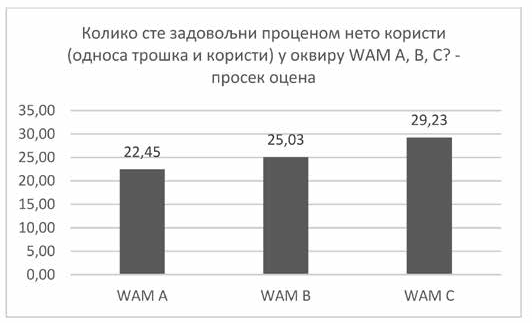 Колико сте задовољни проценом нето користи
(односа трошка и користи) у оквиру WAM A, B, C? -
просек оцена
35,00
30,00
25,00
20,00
15,00
10,00
5,00
0,00
22,45
25,03
29,23
WAM A
WAM B
WAM C